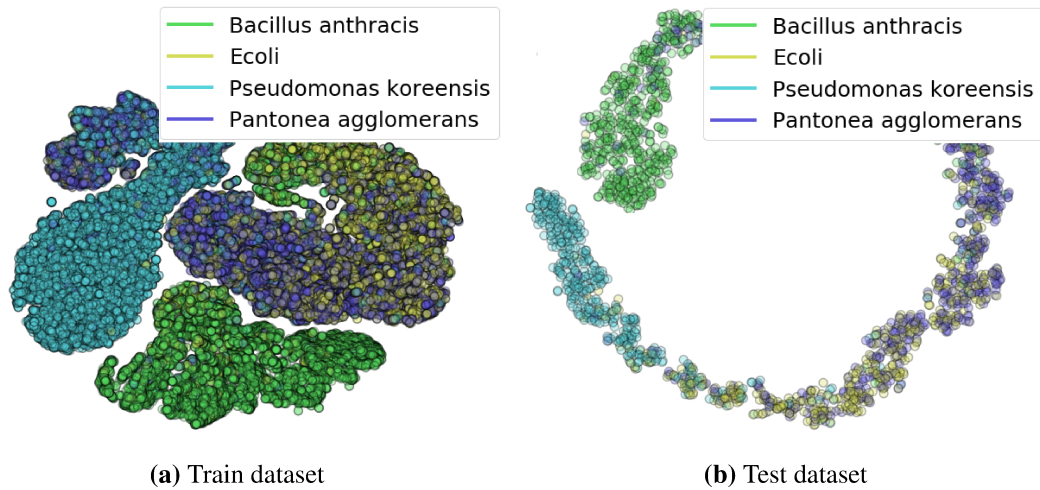 Bacillus anthracis
Ecoli
Pseudomonas koreensis
Pantonea agglomerans
Bacillus anthracis
Ecoli
Pseudomonas koreensis
Pantonea agglomerans
(a) Train dataset
(b) Test dataset